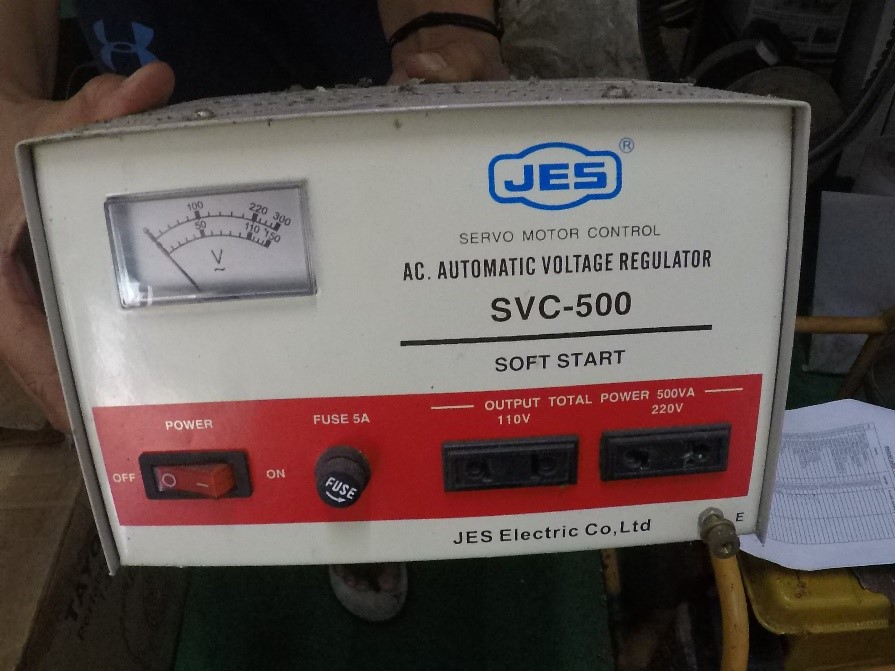 JES
®
SERVO MOTOR CONTROL
AC. AUTOMATIC VOLTAGE REGULATOR
SVC-500
SOFT START
100 220 300
50 110 150
V
~
POWER
OFF
ON
FUSE 5A
FUSE
OUTPUT TOTAL POWER 500VA
110V 220V
E
JES Electric Co,Ltd